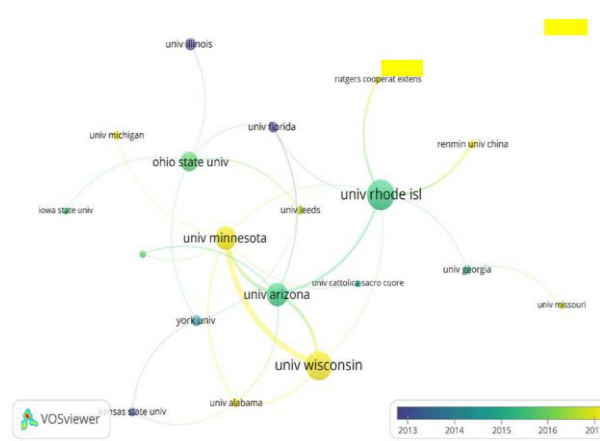 univ illinois
rutgers cooperat extens
univ michigan
univ florida
renmin univ china
ohio state univ
univ rhode isl
iowa state univ
univ leeds
univ minnesota
univ georgia
univ cattolica sacro cuore
univ arizona
univ missouri
york univ
univ wisconsin
univ alabama
state univ
VOSviewer
2013 2014 2015 2016